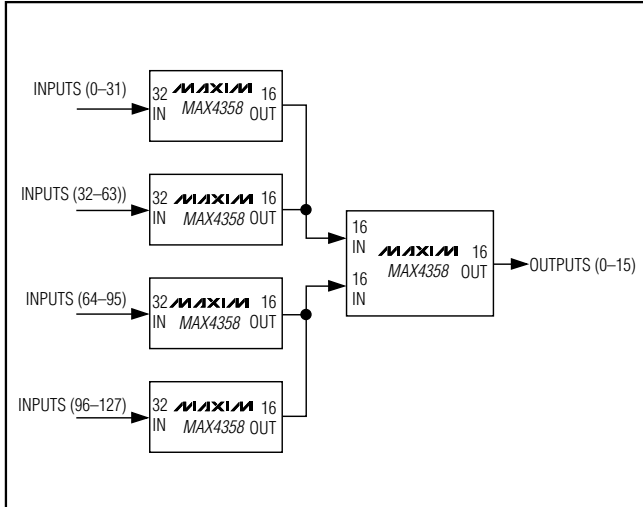 INPUTS (0–31)
32 MAXIM 16
IN MAX4358 OUT
INPUTS (32–63))
32 MAXIM 16
IN MAX4358 OUT
16
IN MAXIM 16
MAX4358 OUT
OUTPUTS (0–15)
16
IN
INPUTS (64–95)
32 MAXIM 16
IN MAX4358 OUT
INPUTS (96–127)
32 MAXIM 16
IN MAX4358 OUT